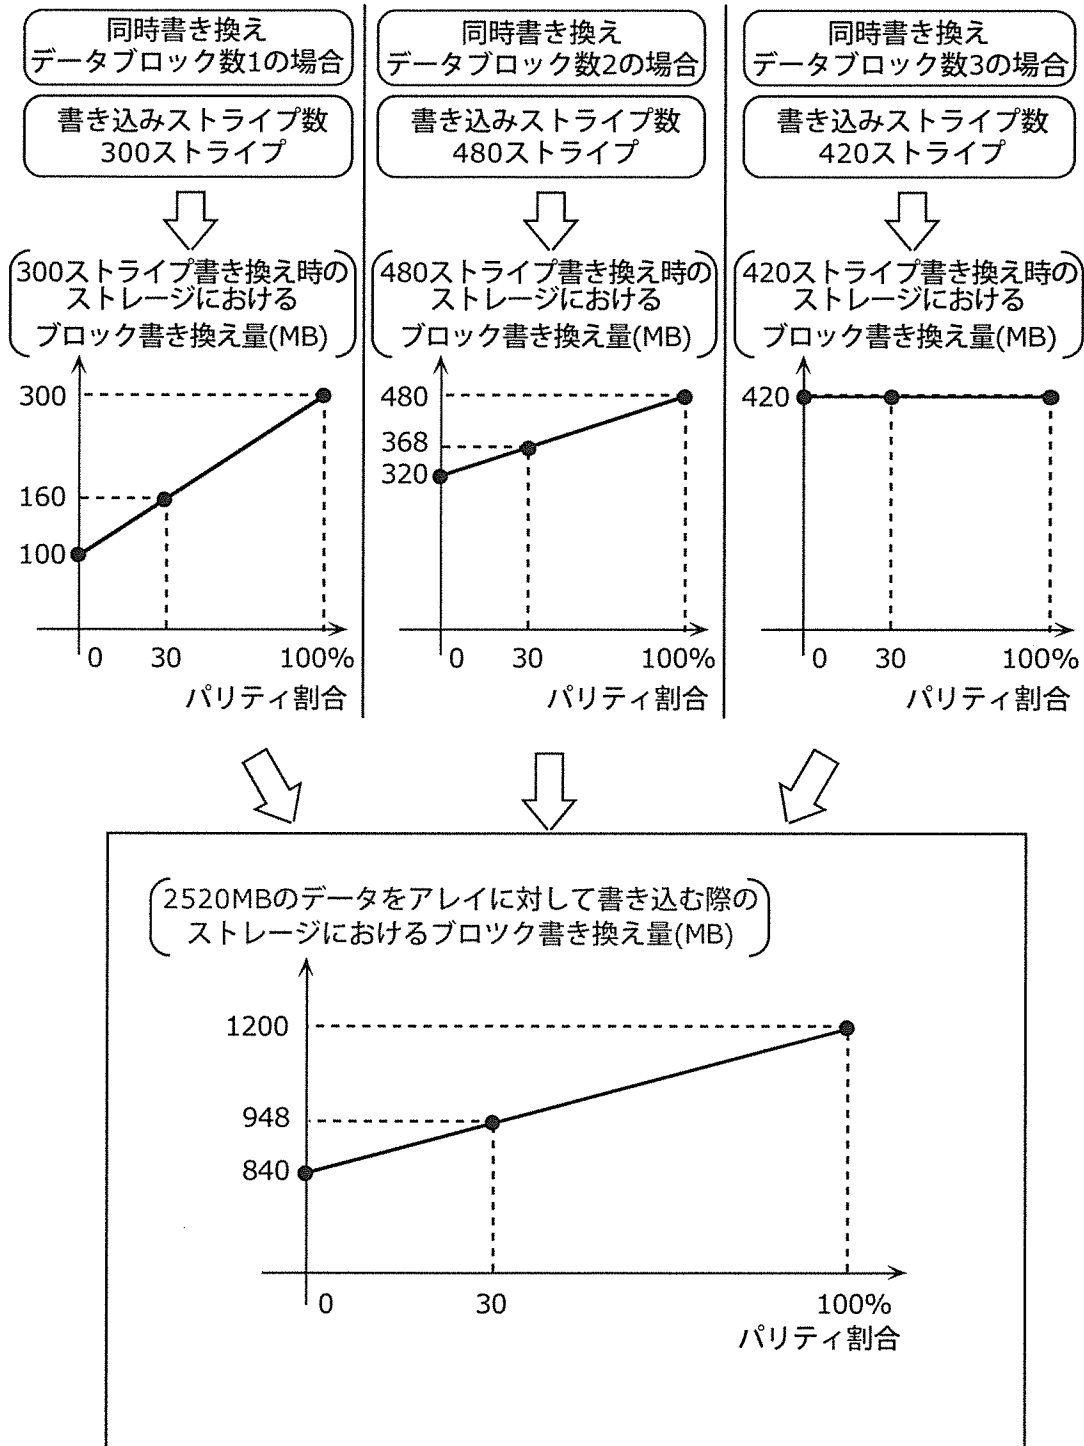 同時書き換え
データブロック数1の場合
書き込みストライプ数
300ストライプ
300ストライプ書き換え時の
ストレージにおける
ブロック書き換え量(MB)
300
160
100
0
30
100%
パリティ割合
同時書き換え
データブロック数2の場合
書き込みストライプ数
480ストライプ
480ストライプ書き換え時の
ストレージにおける
ブロック書き換え量(MB)
480
368
320
0
30
100%
パリティ割合
同時書き換え
データブロック数3の場合
書き込みストライプ数
420ストライプ
420ストライプ書き換え時の
ストレージにおける
ブロック書き換え量(MB)
420
0
30
100%
パリティ割合
2520MBのデータをアレイに対して書き込む際の
ストレージにおけるブロツク書き換え量(MB)
1200
948
840
0
30
100%
パリティ割合